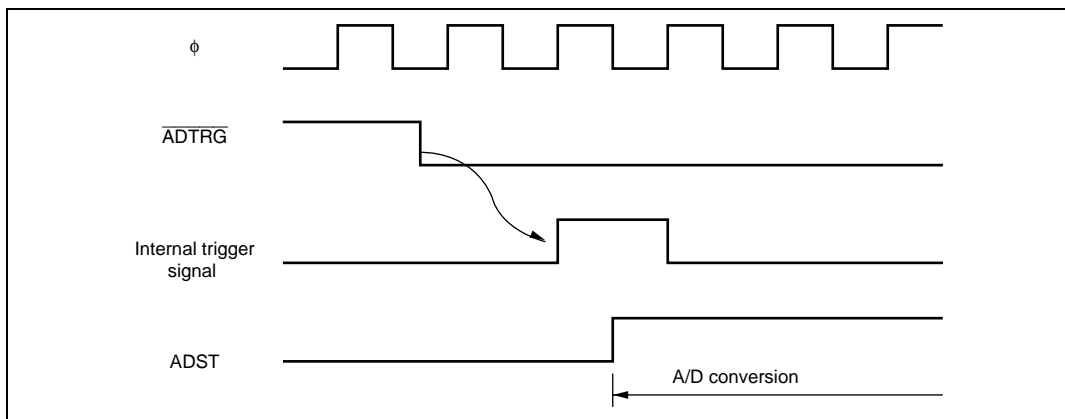 φ
ADTRG
Internal trigger
signal
ADST
A/D conversion